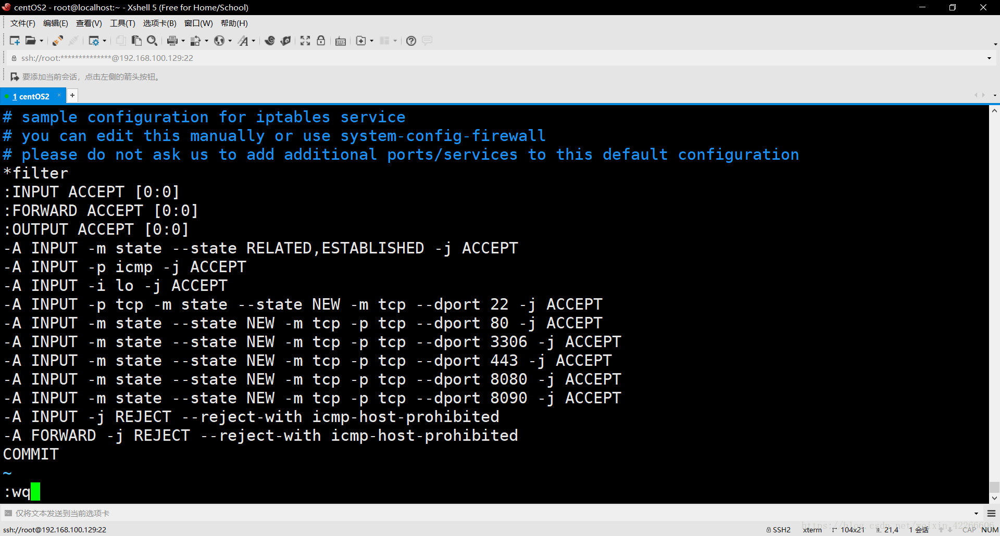 centOS2 - root@localhost:~ - Xshell 5 (Free for Home/School)
文件(F) 编辑(E) 查看(V) 工具(T) 选项卡(B) 窗口(W) 帮助(H)
ssh://root:**************@192.168.100.129:22
要添加当前会话，点击左侧的箭头按钮。
1 centOS2 × +
# sample configuration for iptables service
# you can edit this manually or use system-config-firewall
# please do not ask us to add additional ports/services to this default configuration
*filter
:INPUT ACCEPT [0:0]
:FORWARD ACCEPT [0:0]
:OUTPUT ACCEPT [0:0]
-A INPUT -m state --state RELATED,ESTABLISHED -j ACCEPT
-A INPUT -p icmp -j ACCEPT
-A INPUT -i lo -j ACCEPT
-A INPUT -p tcp -m state --state NEW -m tcp --dport 22 -j ACCEPT
-A INPUT -m state --state NEW -m tcp -p tcp --dport 80 -j ACCEPT
-A INPUT -m state --state NEW -m tcp -p tcp --dport 3306 -j ACCEPT
-A INPUT -m state --state NEW -m tcp -p tcp --dport 443 -j ACCEPT
-A INPUT -m state --state NEW -m tcp -p tcp --dport 8080 -j ACCEPT
-A INPUT -m state --state NEW -m tcp -p tcp --dport 8090 -j ACCEPT
-A INPUT -j REJECT --reject-with icmp-host-prohibited
-A FORWARD -j REJECT --reject-with icmp-host-prohibited
COMMIT
~
:wq
仅将文本发送到当前选项卡
https://blog.csdn.net/weixin_42266606
ssh://root@192.168.100.129:22 SSH2 xterm 104x21 21,4 1 会话 CAP NUM